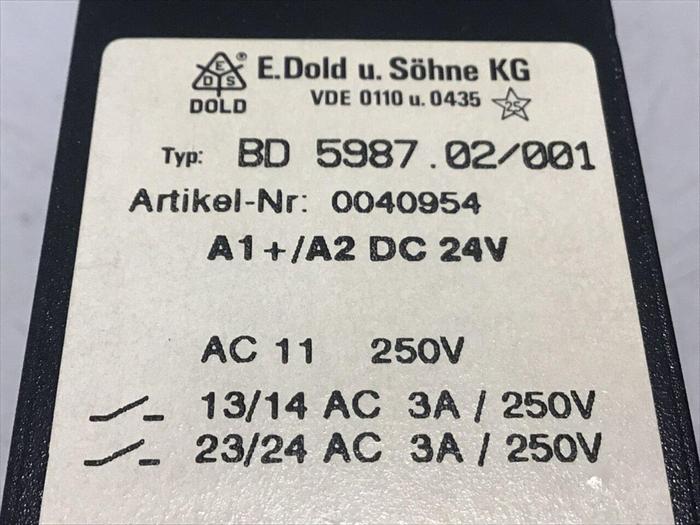 E
D S ®
DOLD
E.Dold u. Söhne KG
VDE 0110 u. 0435 2S
Typ: BD 5987.02/001
Artikel-Nr: 0040954
A1+/A2 DC 24V
AC 11 250V
13/14 AC 3A / 250V
23/24 AC 3A / 250V